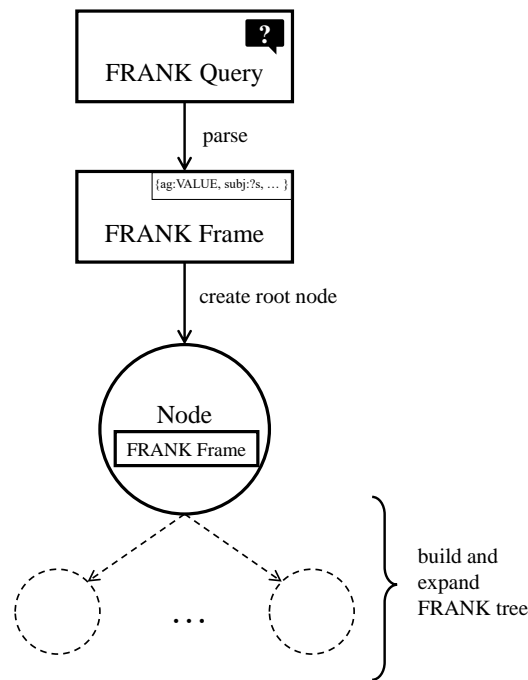 ?
FRANK Query
parse
{ag:VALUE, subj:?s, … }
FRANK Frame
create root node
Node
FRANK Frame
build and
expand
FRANK tree
…